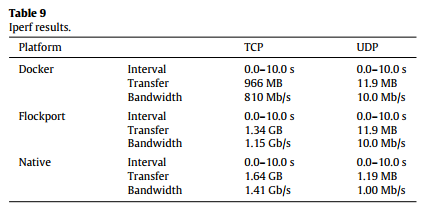 Table 9
Iperf results.
Platform TCP UDP
Docker Interval 0.0–10.0 s 0.0–10.0 s
Transfer 966 MB 11.9 MB
Bandwidth 810 Mb/s 10.0 Mb/s
Flockport Interval 0.0–10.0 s 0.0–10.0 s
Transfer 1.34 GB 11.9 MB
Bandwidth 1.15 Gb/s 10.0 Mb/s
Native Interval 0.0–10.0 s 0.0–10.0 s
Transfer 1.64 GB 1.19 MB
Bandwidth 1.41 Gb/s 1.00 Mb/s